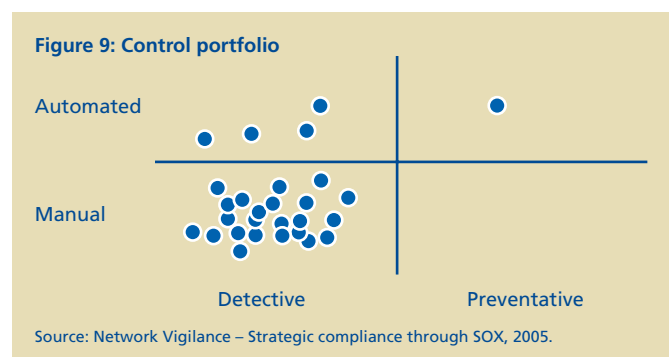 Figure 9: Control portfolio
Automated
Manual
Detective
Preventative
Source: Network Vigilance – Strategic compliance through SOX, 2005.